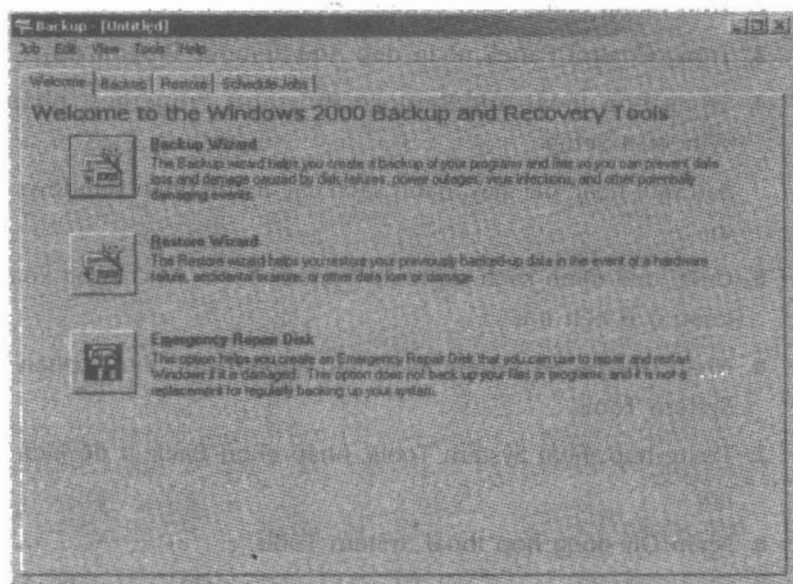 Backup - [Untitled]
Job Edit View Tools Help
Welcome Backup Restore Schedule Jobs
Welcome to the Windows 2000 Backup and Recovery Tools
Backup Wizard
The Backup wizard helps you create a backup of your programs and files so you can prevent data
loss and damage caused by disk failures, power outages, virus infections, and other potentially
damaging events.
Restore Wizard
The Restore wizard helps you restore your previously backed-up data in the event of a hardware
failure, accidental erasure, or other data loss or damage.
Emergency Repair Disk
This option helps you create an Emergency Repair Disk that you can use to repair and restart
Windows if it is damaged. This option does not back up your files or programs, and it is not a
replacement for regularly backing up your system.